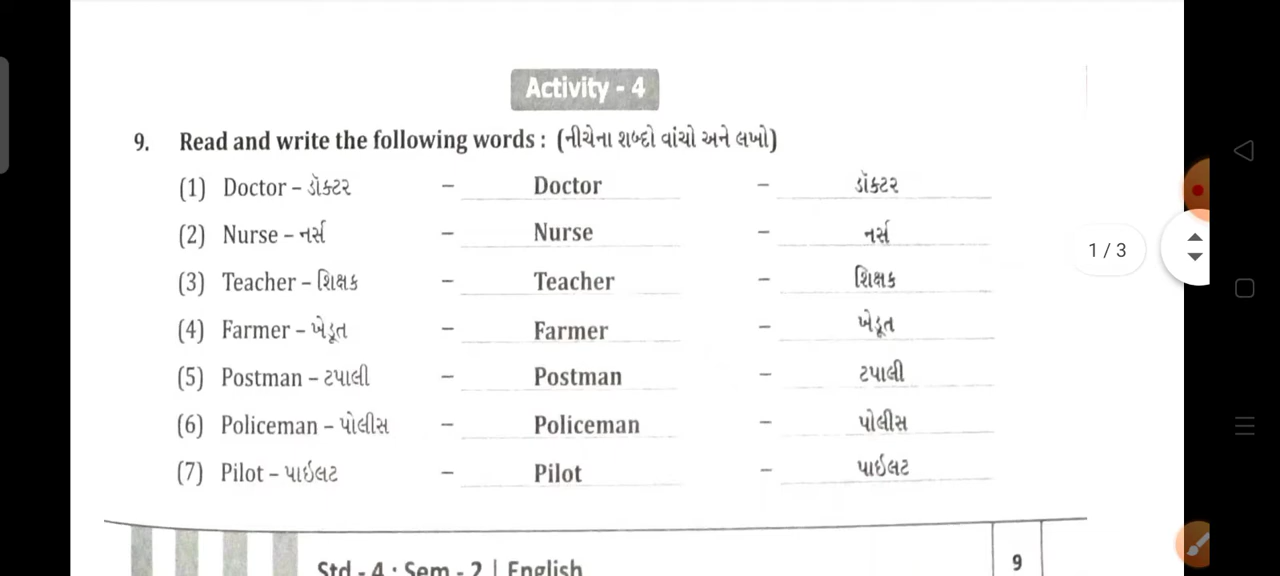 Activity - 4
9. Read and write the following words : (નીચેના શબ્દો વાંચો અને લખો)
(1) Doctor – ડૉક્ટર – Doctor – ડૉક્ટર
(2) Nurse – નર્સ – Nurse – નર્સ
(3) Teacher – શિક્ષક – Teacher – શિક્ષક
(4) Farmer – ખેડૂત – Farmer – ખેડૂત
1 / 3
(5) Postman – ટપાલી – Postman – ટપાલી
(6) Policeman – પોલીસ – Policeman – પોલીસ
(7) Pilot – પાઇલટ – Pilot – પાઇલટ
Std - 4 · Sem - 2 | English
9